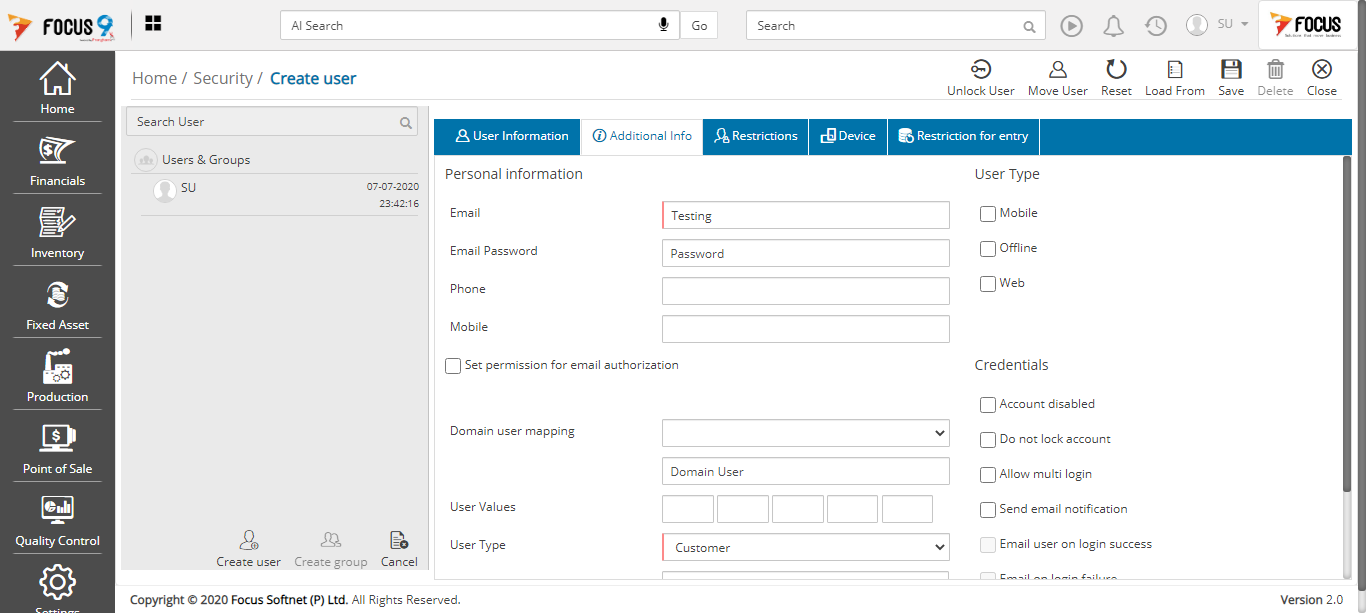 FOCUS 9
AI Search
Go
Search
SU
FOCUS
Home / Security / Create user
Unlock User
Move User
Reset
Load From
Save
Delete
Close
Home
Financials
Inventory
Fixed Asset
Production
Point of Sale
Quality Control
Settings
Search User
Users & Groups
SU
07-07-2020
23:42:16
Create user
Create group
Cancel
User Information
Additional Info
Restrictions
Device
Restriction for entry
Personal information
Email
Testing
Email Password
Password
Phone
Mobile
Set permission for email authorization
Domain user mapping
Domain User
User Values
User Type
Customer
User Type
Mobile
Offline
Web
Credentials
Account disabled
Do not lock account
Allow multi login
Send email notification
Email user on login success
Email on login failure
Copyright © 2020 Focus Softnet (P) Ltd. All Rights Reserved.
Version 2.0